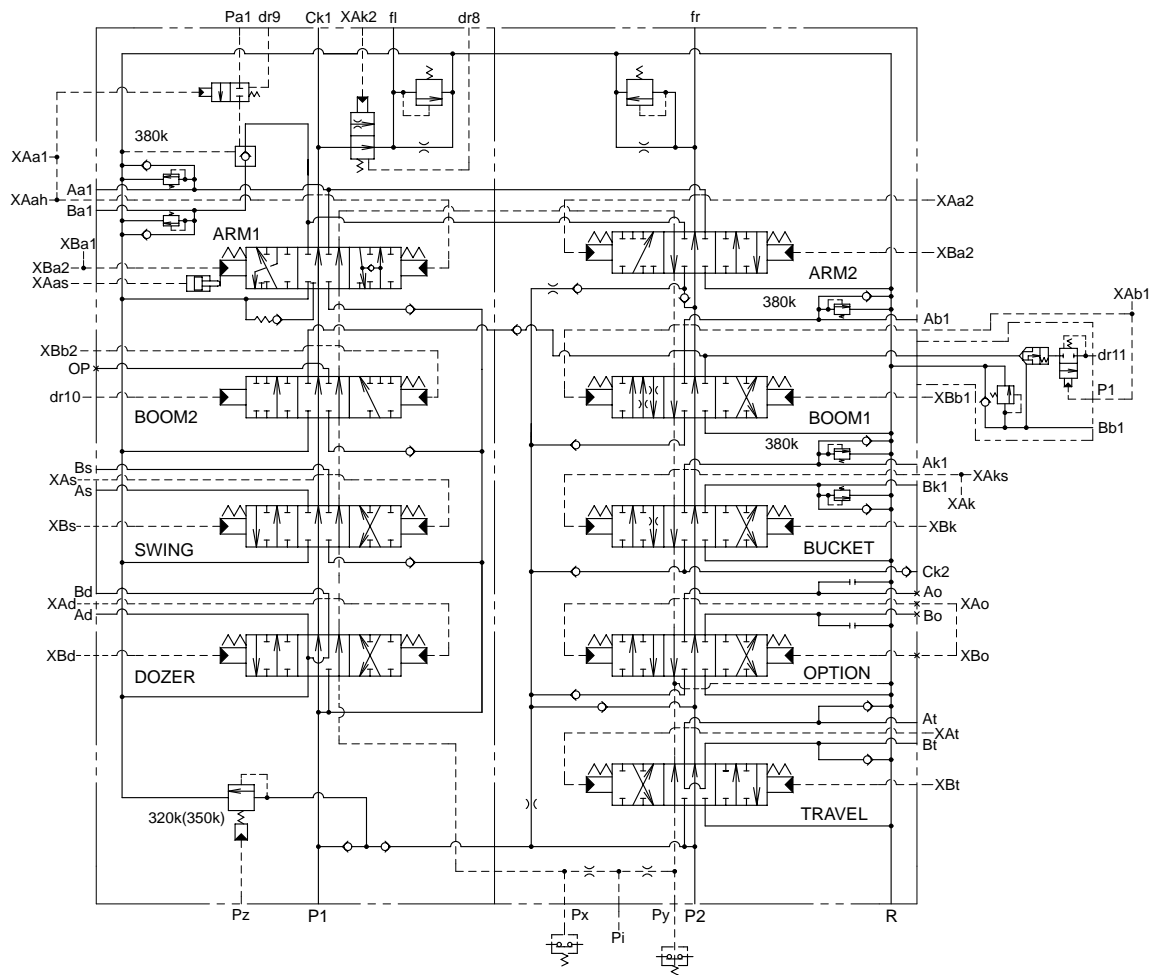 Pa1 dr9 Ck1 XAk2 fl dr8 fr
380k
XAa1
XAah
Aa1
Ba1
XAa2
XBa1
ARM1
XBa2
XAas
XBa2
ARM2
380k
XAb1
Ab1
XBb2
OP
dr10
BOOM2
dr11
P1
XBb1
BOOM1
Bb1
380k
Bs
XAs
As
Ak1
XAks
Bk1
XAk
XBs
SWING
XBk
BUCKET
Ck2
Bd
XAd
Ad
Ao
XAo
Bo
XBd
DOZER
XBo
OPTION
At
XAt
Bt
XBt
320k(350k)
TRAVEL
Pz P1 Px Pi Py P2 R